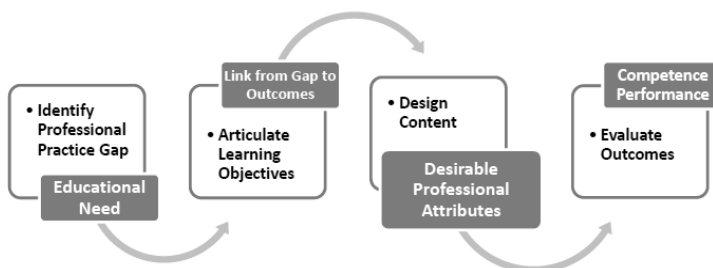 • Identify
Professional
Practice Gap
Educational
Need
Link from Gap to
Outcomes
• Articulate
Learning
Objectives
• Design
Content
Desirable
Professional
Attributes
Competence
Performance
• Evaluate
Outcomes